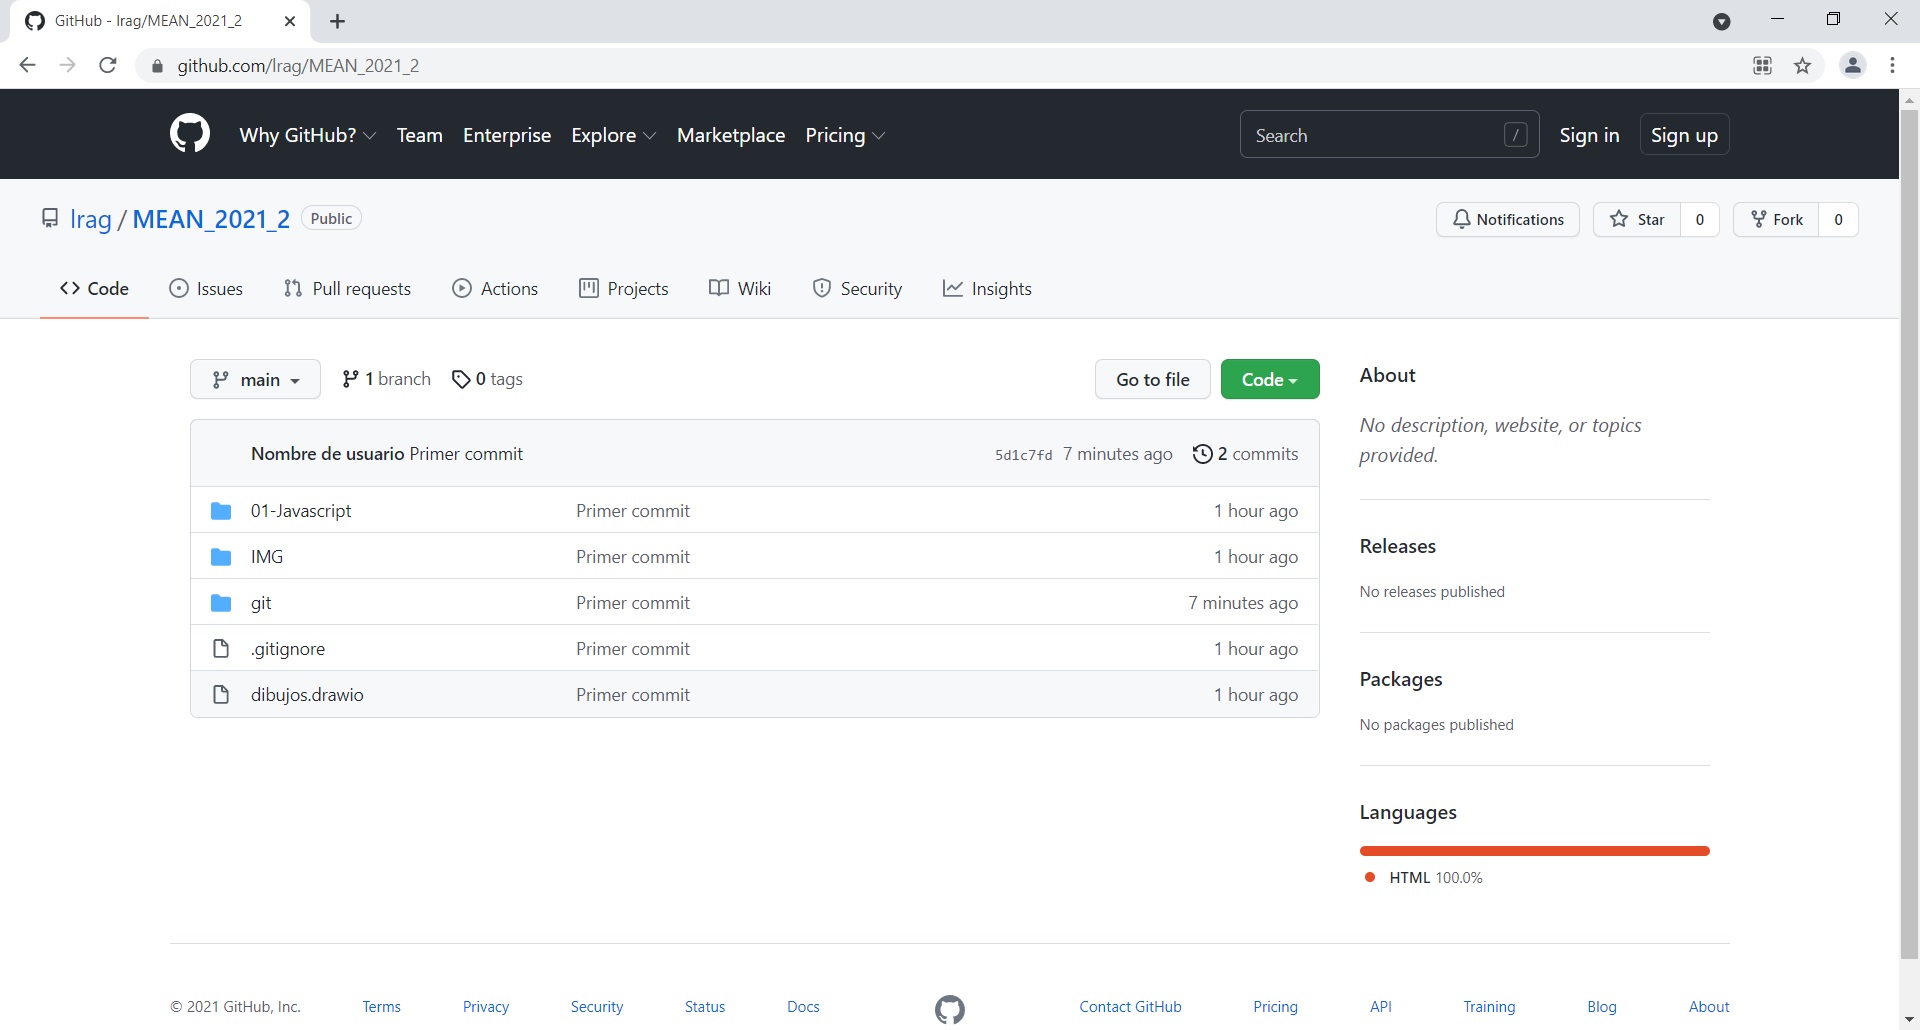 GitHub - lrag/MEAN_2021_2
github.com/lrag/MEAN_2021_2
Why GitHub? Team Enterprise Explore Marketplace Pricing Search / Sign in Sign up
lrag / MEAN_2021_2 Public Notifications Star 0 Fork 0
Code Issues Pull requests Actions Projects Wiki Security Insights
main 1 branch 0 tags Go to file Code
Nombre de usuario Primer commit 5d1c7fd 7 minutes ago 2 commits
01-Javascript Primer commit 1 hour ago
IMG Primer commit 1 hour ago
git Primer commit 7 minutes ago
.gitignore Primer commit 1 hour ago
dibujos.drawio Primer commit 1 hour ago
About
No description, website, or topics
provided.
Releases
No releases published
Packages
No packages published
Languages
HTML 100.0%
© 2021 GitHub, Inc. Terms Privacy Security Status Docs Contact GitHub Pricing API Training Blog About